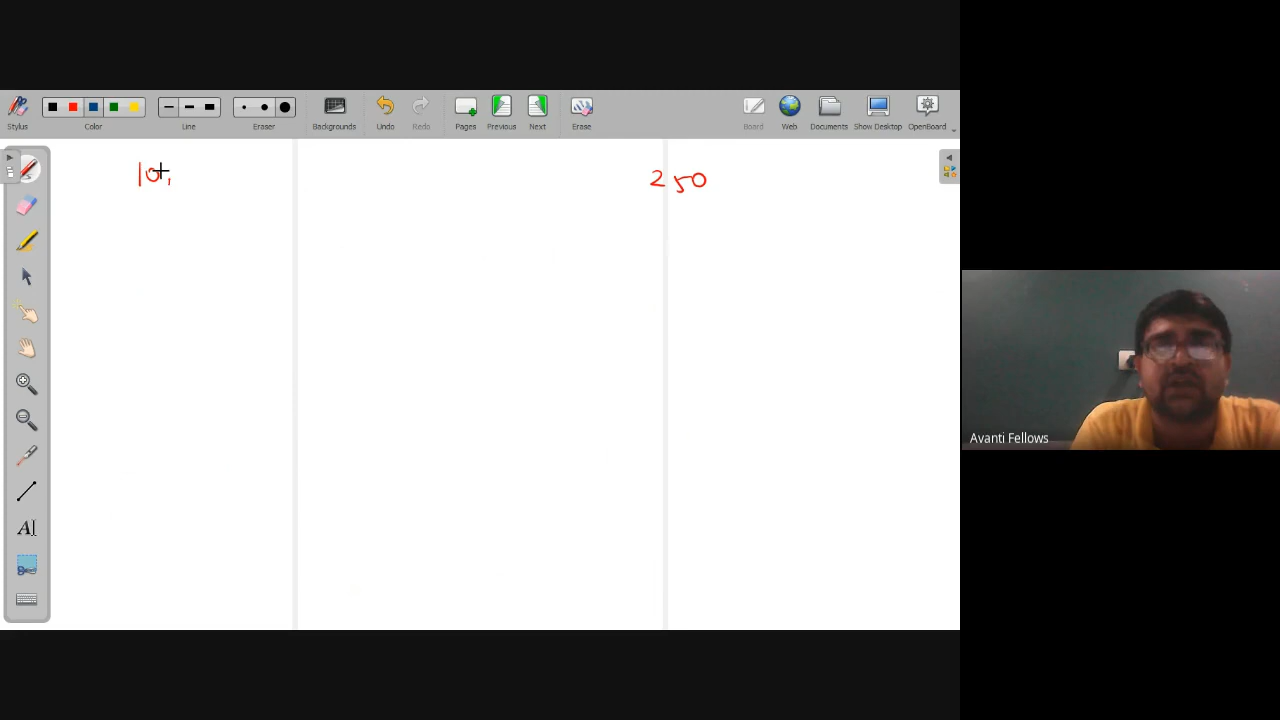 Stylus Color Line Eraser Backgrounds Undo Redo Pages Previous Next Erase Board Web Documents Show Desktop OpenBoard
10, 250
A
Avanti Fellows